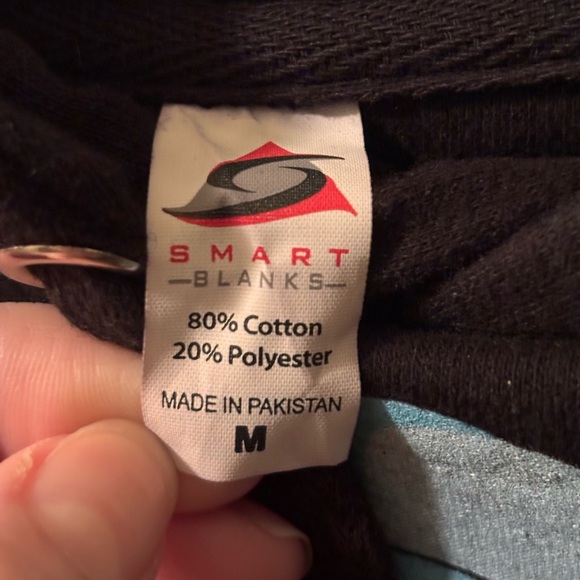 SMART
—BLANKS—
80% Cotton
20% Polyester
MADE IN PAKISTAN
M